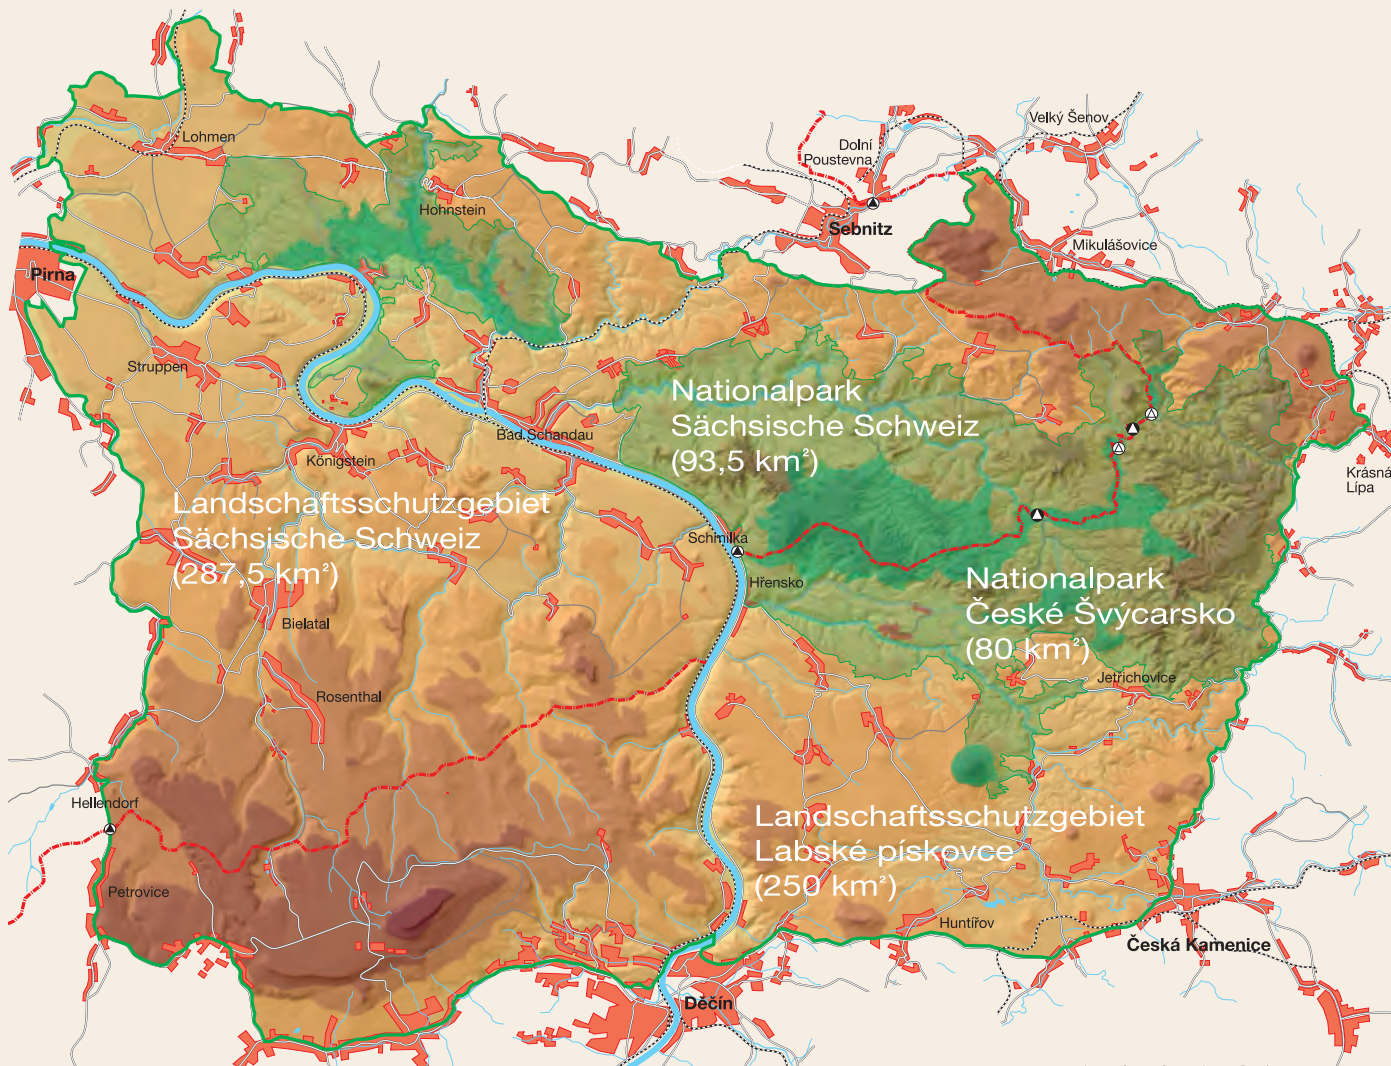 Velký Šenov
Lohmen
Dolní
Poustevna
Hohnstein
Sebnitz
Mikulášovice
Pirna
Struppen
Nationalpark
Sächsische Schweiz
(93,5 km²)
Bad Schandau
Königstein
Krásná
Lípa
Landschaftsschutzgebiet
Sächsische Schweiz
(287,5 km²)
Schmilka
Hřensko
Nationalpark
České Švýcarsko
(80 km²)
Bielatal
Rosenthal
Jetřichovice
Hellendorf
Landschaftsschutzgebiet
Labské pískovce
(250 km²)
Petrovice
Huntířov
Česká Kamenice
Děčín